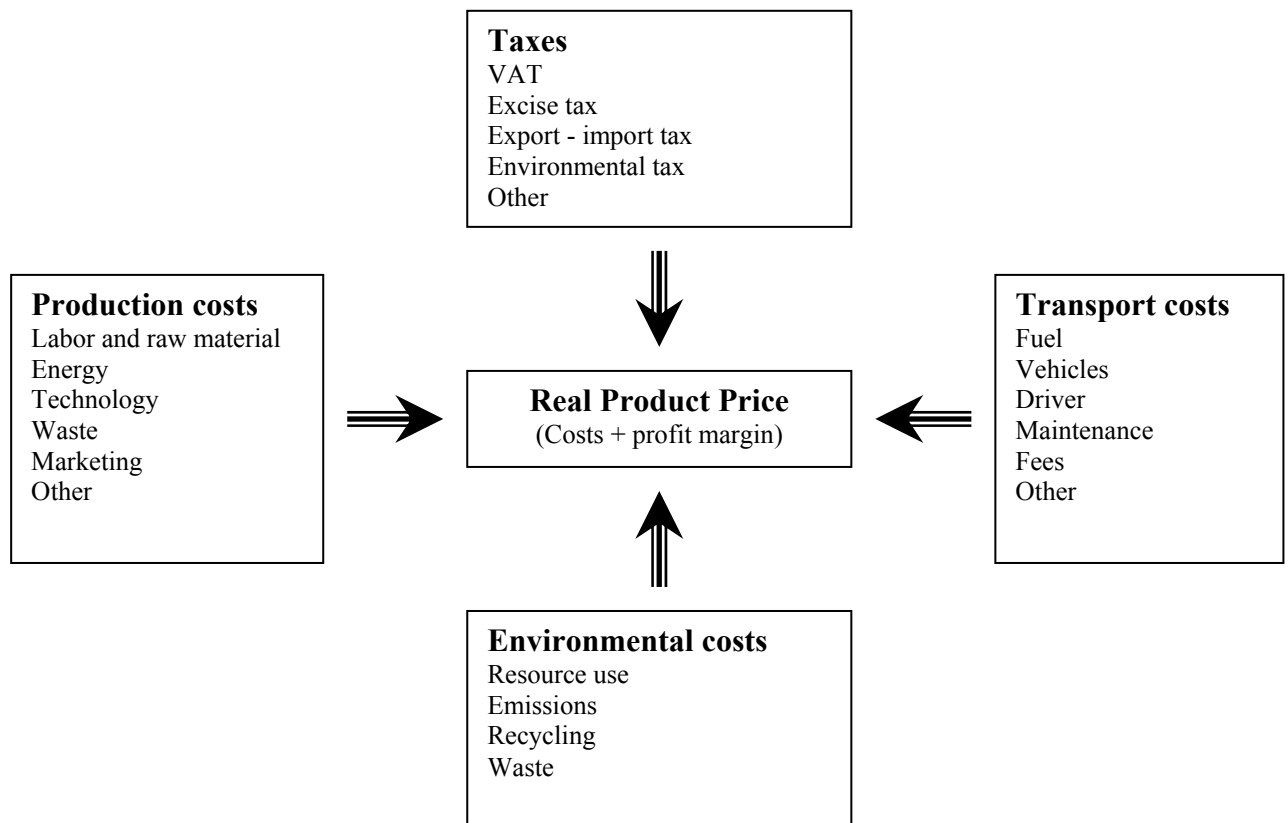 Taxes
VAT
Excise tax
Export - import tax
Environmental tax
Other
Production costs
Labor and raw material
Energy
Technology
Waste
Marketing
Other
Real Product Price
(Costs + profit margin)
Transport costs
Fuel
Vehicles
Driver
Maintenance
Fees
Other
Environmental costs
Resource use
Emissions
Recycling
Waste